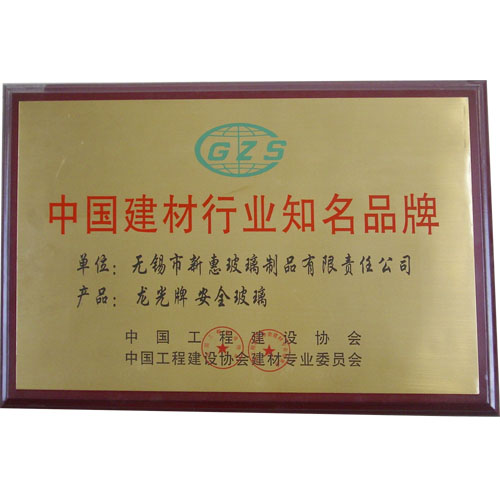 GZS
中国建材行业知名品牌
单位：无锡市新惠玻璃制品有限责任公司
产品：龙光牌安全玻璃
中国工程建设协会
中国工程建设协会建材专业委员会